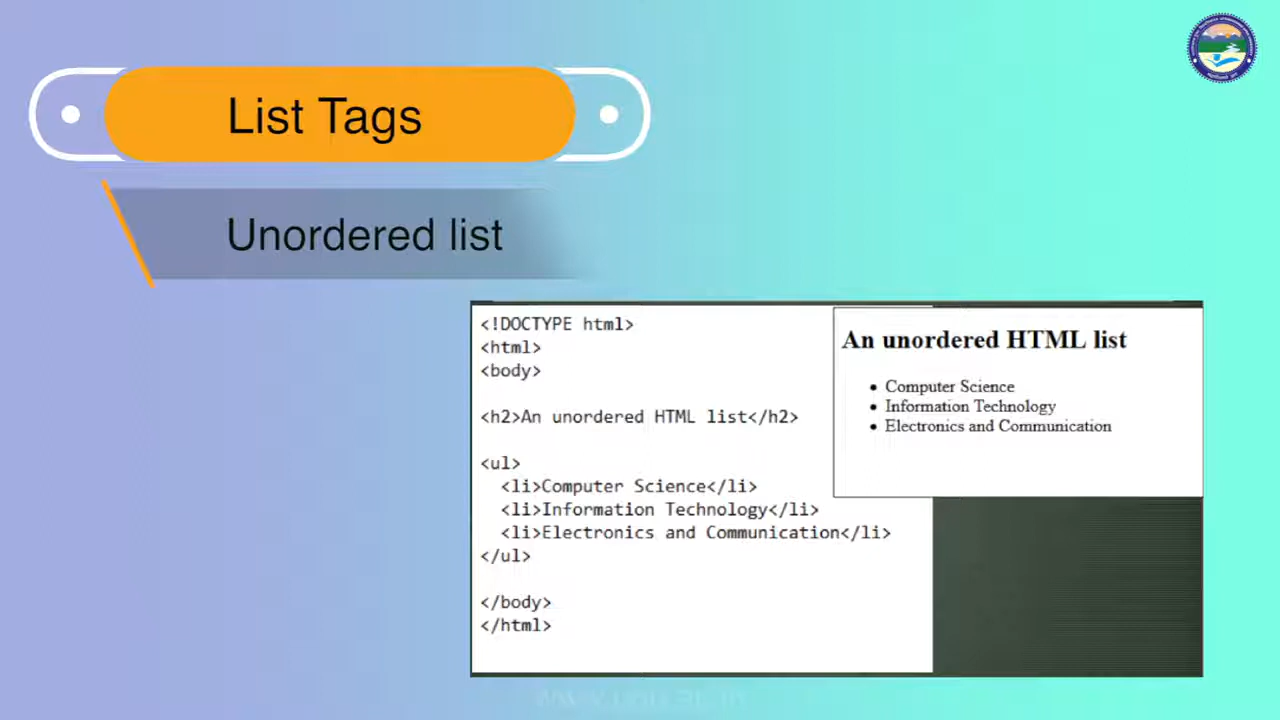 List Tags
Unordered list
<!DOCTYPE html>
<html>
<body>
<h2>An unordered HTML list</h2>
<ul>
<li>Computer Science</li>
<li>Information Technology</li>
<li>Electronics and Communication</li>
</ul>
</body>
</html>
An unordered HTML list
• Computer Science
• Information Technology
• Electronics and Communication